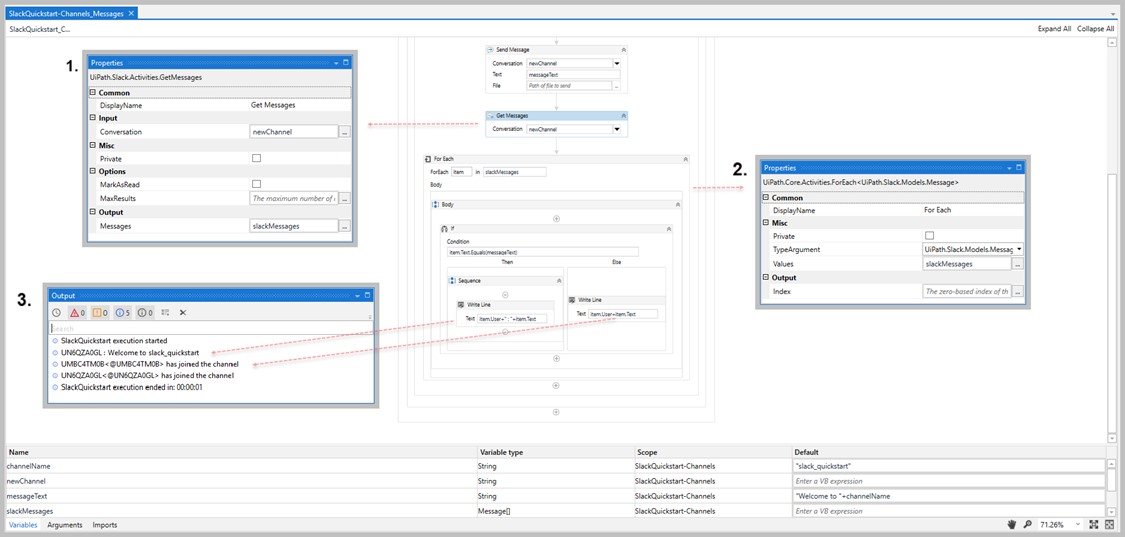 SlackQuickstart-Channels_Messages
SlackQuickstart_C...
Expand All Collapse All
1.
Properties
UiPath.Slack.Activities.GetMessages
Common
DisplayName Get Messages
Input
Conversation newChannel ...
Misc
Private
Options
MarkAsRead
MaxResults The maximum number of ...
Output
Messages slackMessages ...
Send Message
Conversation newChannel
Text messageText
File Path of file to send ...
Get Messages
Conversation newChannel
For Each
ForEach item in slackMessages
Body
Body
If
Condition
item.Text.Equals(messageText)
Then Else
Sequence
Write Line
Text item.User+" : "+item.Text
Write Line
Text item.User+item.Text
2.
Properties
UiPath.Core.Activities.ForEach<UiPath.Slack.Models.Message>
Common
DisplayName For Each
Misc
Private
TypeArgument UiPath.Slack.Models.Messag
Values slackMessages ...
Output
Index The zero-based index of th ...
3.
Output
0 0 5 0
Search
SlackQuickstart execution started
UN6QZA0GL : Welcome to slack_quickstart
UMBC4TM0B<@UMBC4TM0B> has joined the channel
UN6QZA0GL<@UN6QZA0GL> has joined the channel
SlackQuickstart execution ended in: 00:00:01
Name Variable type Scope Default
channelName String SlackQuickstart-Channels "slack_quickstart"
newChannel String SlackQuickstart-Channels Enter a VB expression
messageText String SlackQuickstart-Channels "Welcome to "+channelName
slackMessages Message[] SlackQuickstart-Channels Enter a VB expression
Variables Arguments Imports
71.26%